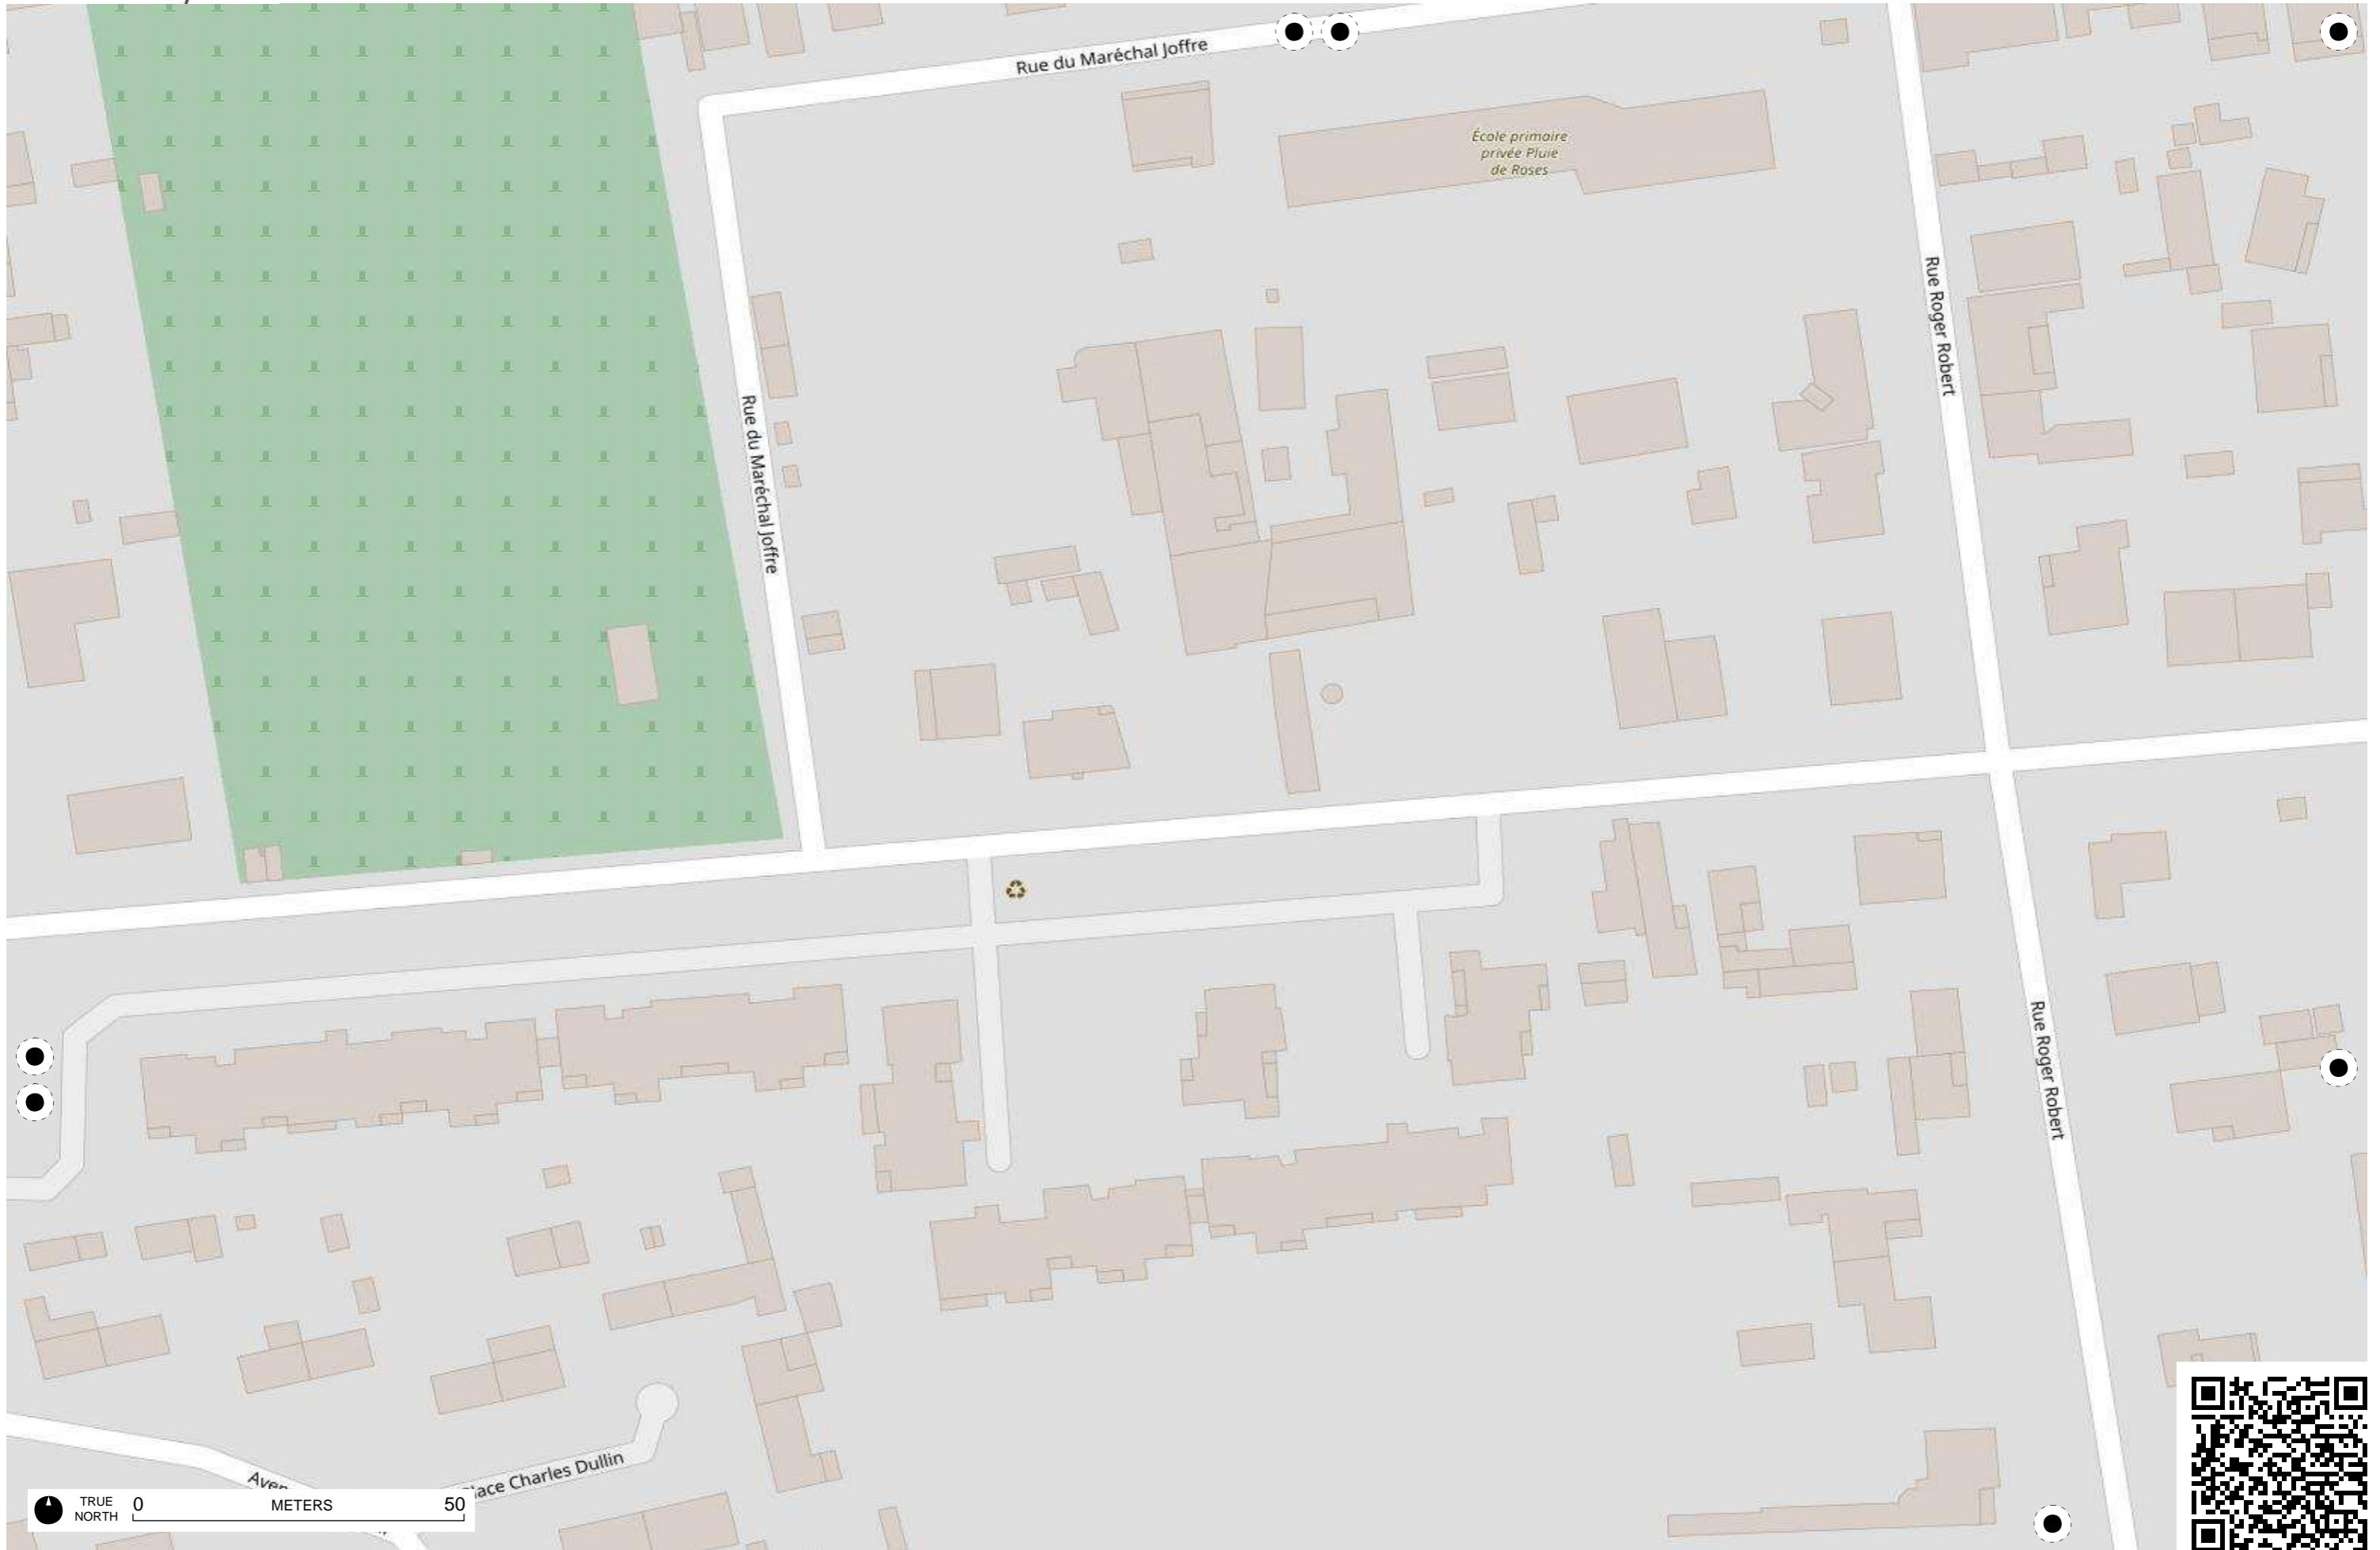 Rue du Maréchal Joffre
École primaire
privée Pluie
de Roses
Rue Roger Robert
Rue du Maréchal Joffre
Rue Roger Robert
Place Charles Dullin
TRUE
NORTH
0 METERS 50